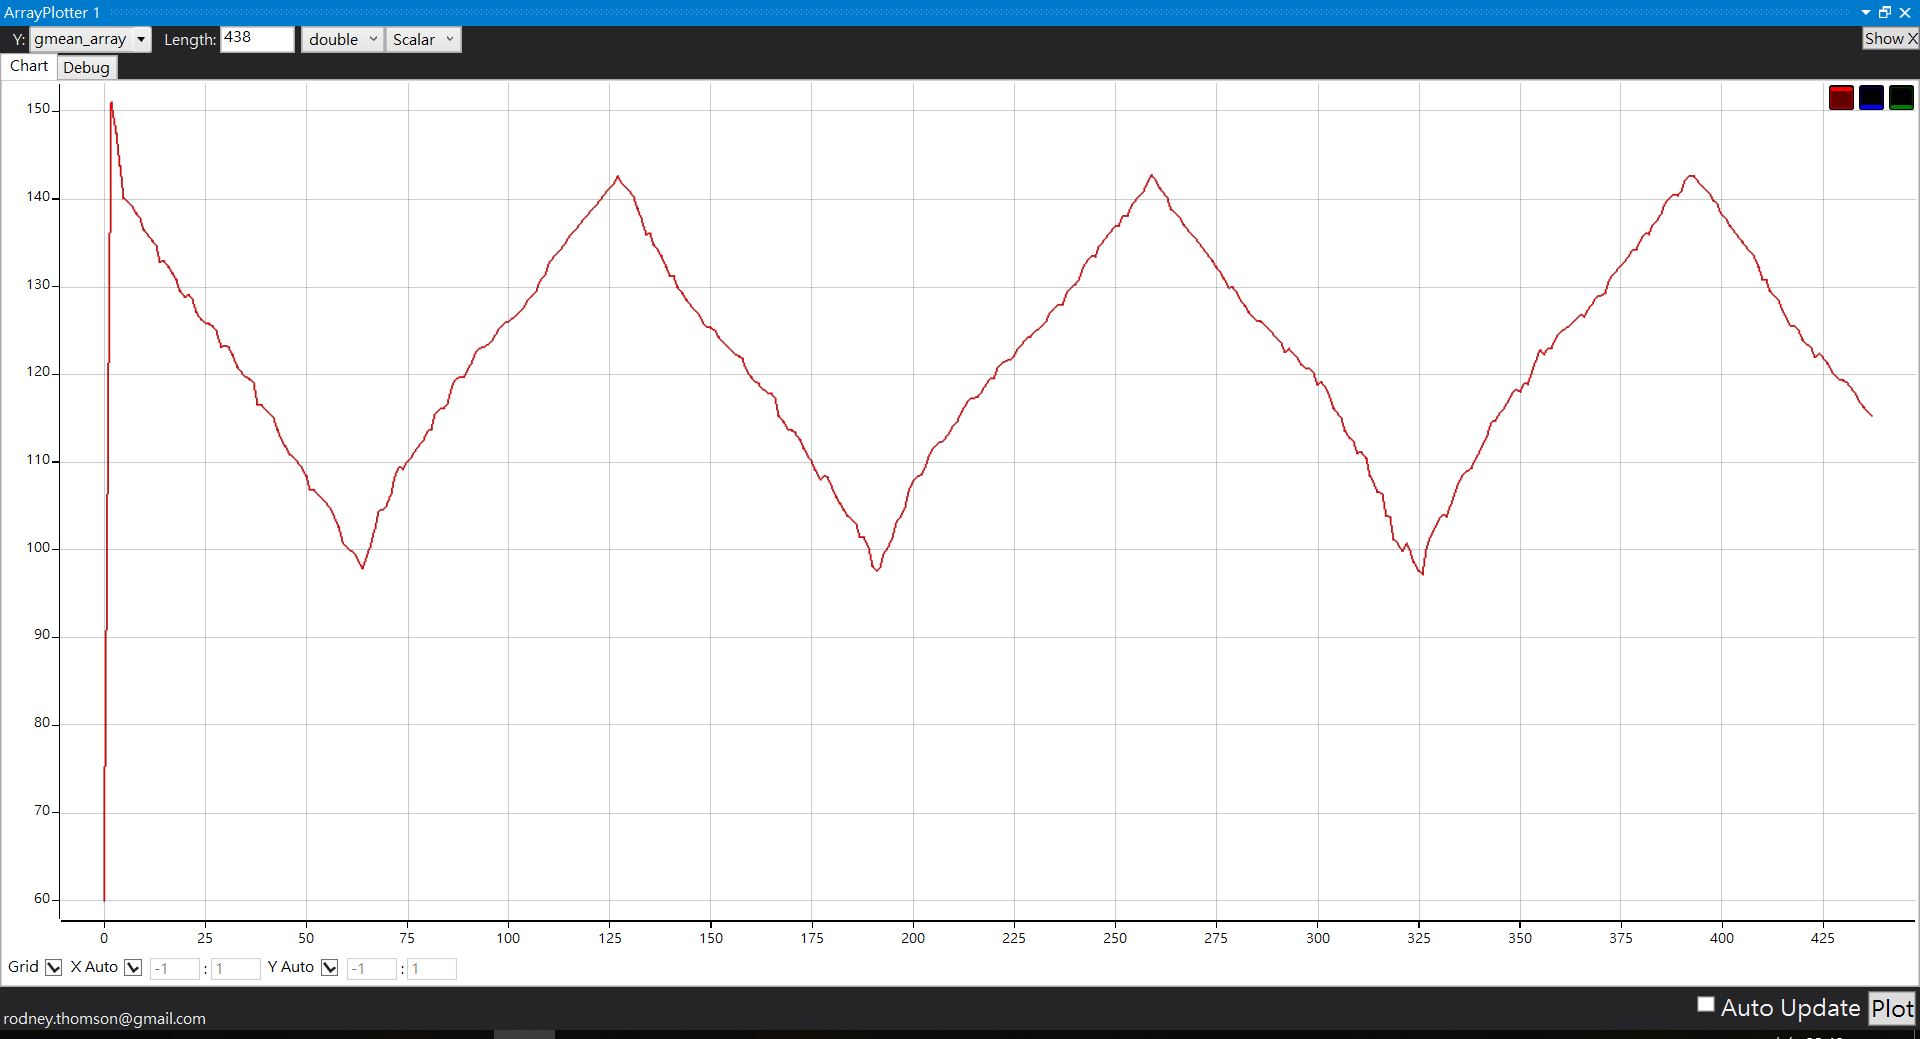 ArrayPlotter 1
Y: gmean_array Length: 438 double Scalar Show X
Chart Debug
150
140
130
120
110
100
90
80
70
60
0 25 50 75 100 125 150 175 200 225 250 275 300 325 350 375 400 425
Grid X Auto -1 : 1 Y Auto -1 : 1
Auto Update Plot
rodney.thomson@gmail.com